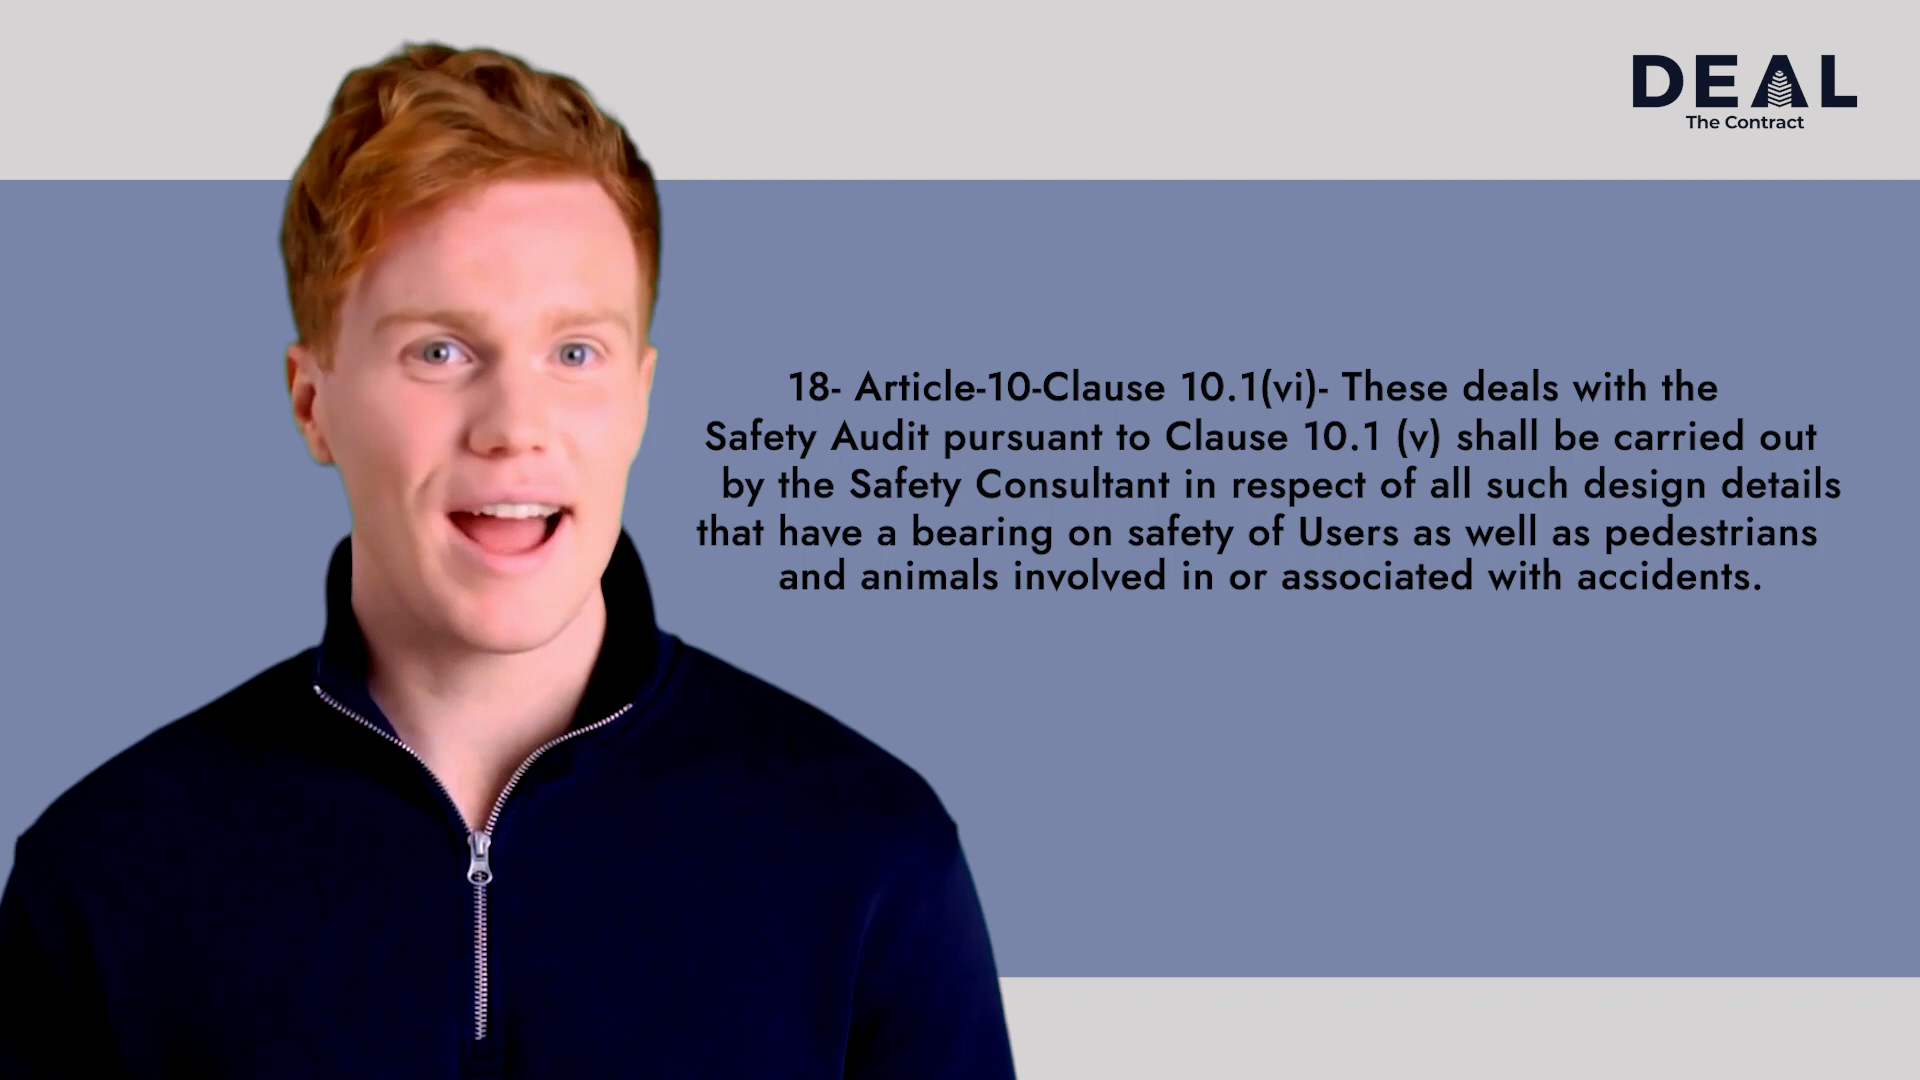 DEAL
The Contract
18- Article-10-Clause 10.1(vi)- These deals with the
Safety Audit pursuant to Clause 10.1 (v) shall be carried out
by the Safety Consultant in respect of all such design details
that have a bearing on safety of Users as well as pedestrians
and animals involved in or associated with accidents.